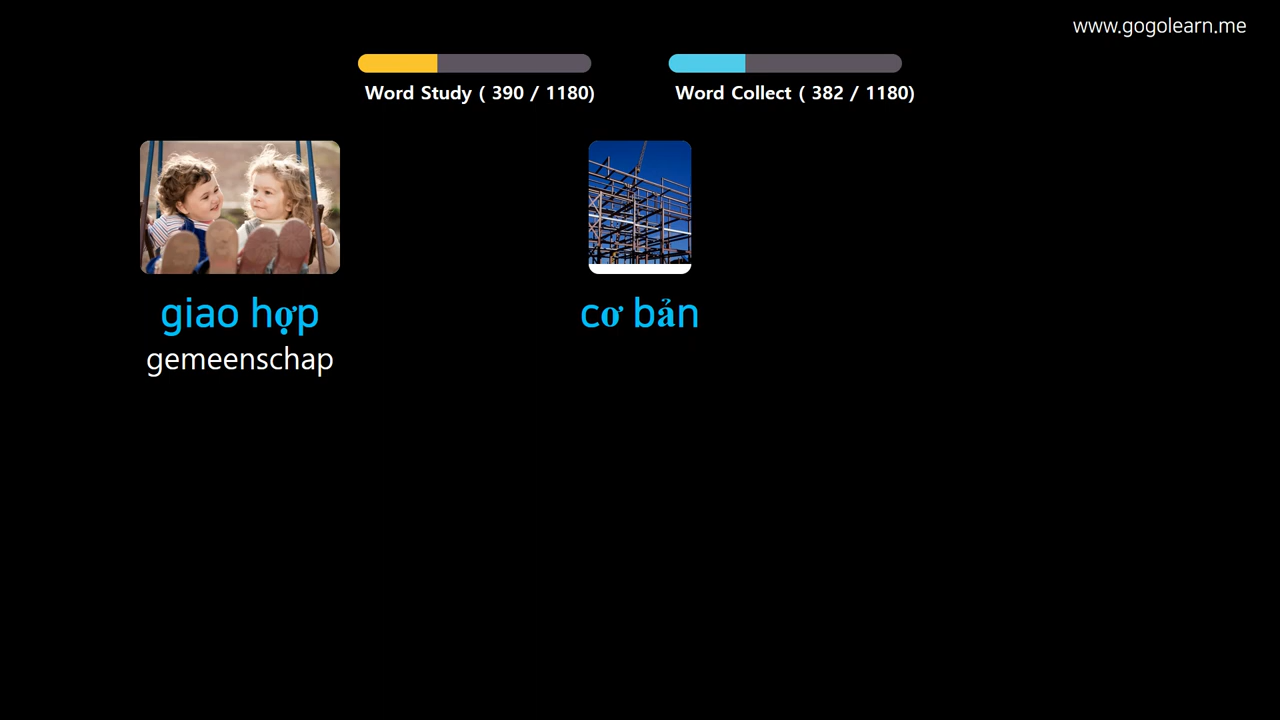 www.gogolearn.me
Word Study ( 390 / 1180)
Word Collect ( 382 / 1180)
giao hợp
cơ bản
gemeenschap